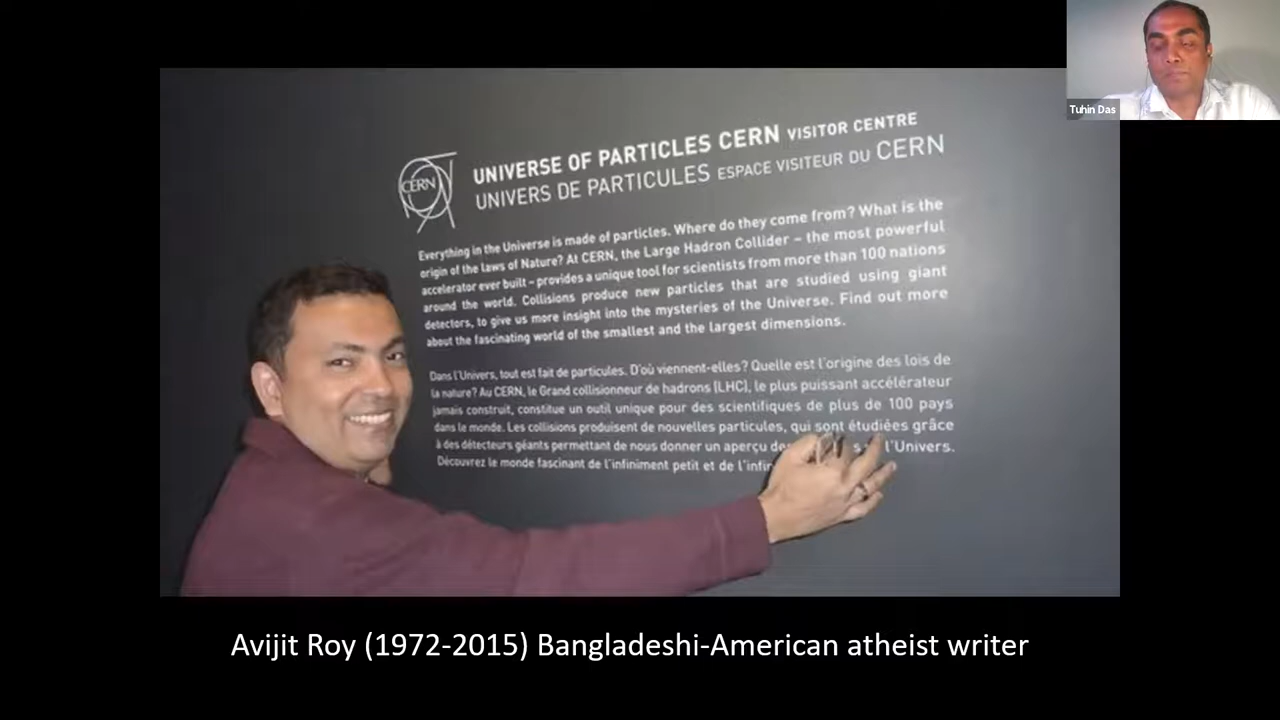 Tuhin Das
CERN
UNIVERSE OF PARTICLES CERN VISITOR CENTRE
UNIVERS DE PARTICULES ESPACE VISITEUR DU CERN
Everything in the Universe is made of particles. Where do they come from? What is the
origin of the laws of Nature? At CERN, the Large Hadron Collider – the most powerful
accelerator ever built – provides a unique tool for scientists from more than 100 nations
around the world. Collisions produce new particles that are studied using giant
detectors, to give us more insight into the mysteries of the Universe. Find out more
about the fascinating world of the smallest and the largest dimensions.
Dans l'Univers, tout est fait de particules. D'où viennent-elles? Quelle est l'origine des lois de
la nature? Au CERN, le Grand collisionneur de hadrons (LHC), le plus puissant accélérateur
jamais construit, constitue un outil unique pour des scientifiques de plus de 100 pays
dans le monde. Les collisions produisent de nouvelles particules, qui sont étudiées grâce
à des détecteurs géants permettant de nous donner un aperçu l'Univers.
Découvrez le monde fascinant de l'infiniment petit et de
Avijit Roy (1972-2015) Bangladeshi-American atheist writer